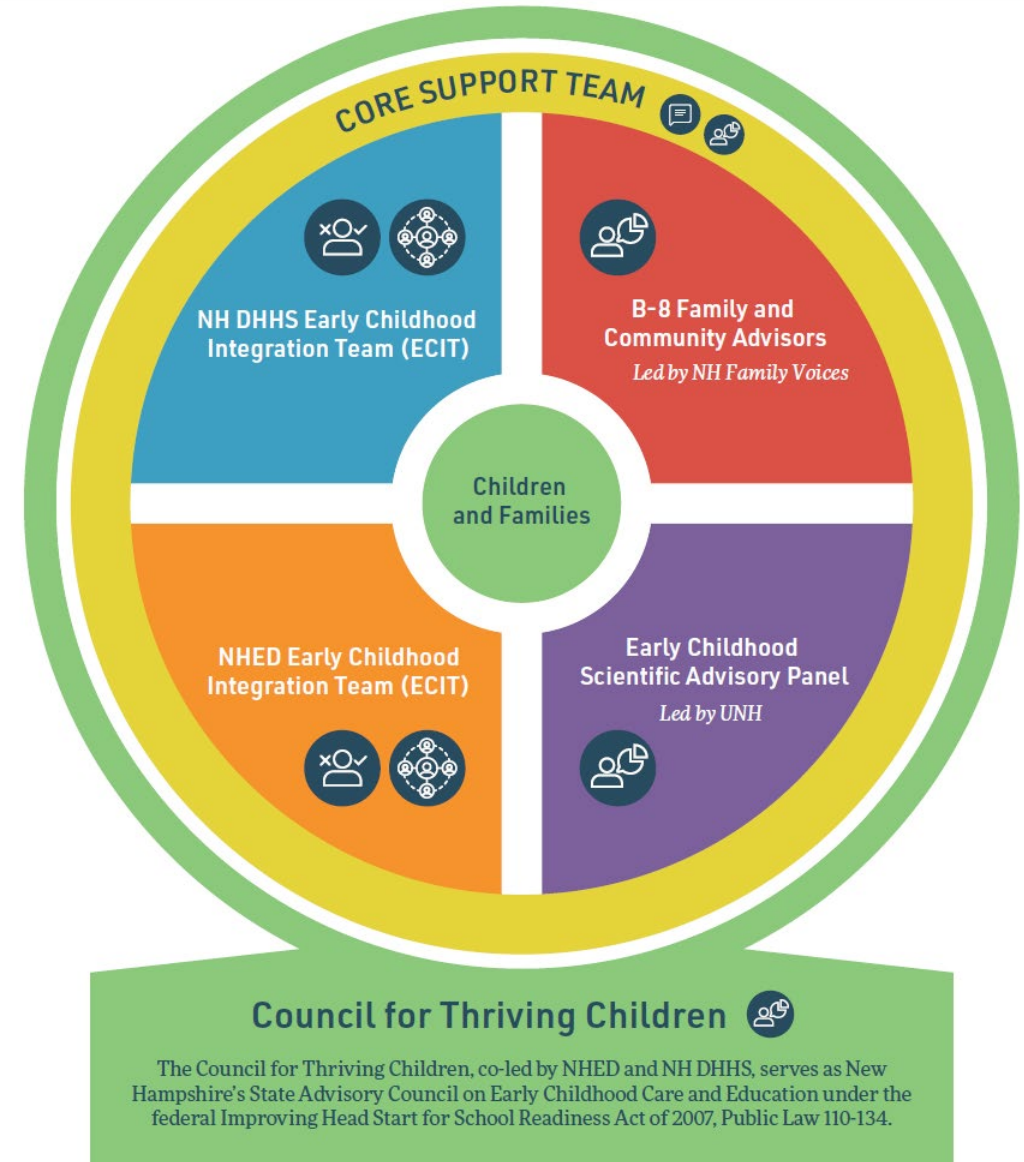 CORE SUPPORT TEAM
NH DHHS Early Childhood
Integration Team (ECIT)
B-8 Family and
Community Advisors
Led by NH Family Voices
Children
and Families
NHED Early Childhood
Integration Team (ECIT)
Early Childhood
Scientific Advisory Panel
Led by UNH
Council for Thriving Children
The Council for Thriving Children, co-led by NHED and NH DHHS, serves as New
Hampshire’s State Advisory Council on Early Childhood Care and Education under the
federal Improving Head Start for School Readiness Act of 2007, Public Law 110-134.